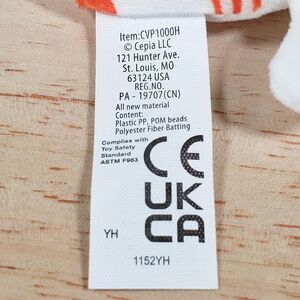 Item:CVP1000H
© Cepia LLC
121 Hunter Ave.
St. Louis, MO
63124 USA
REG.NO.
PA - 19707(CN)
All new material
Content:
Plastic PP, POM beads
Polyester Fiber Batting
Complies with
Toy Safety
Standard
ASTM F963
CE
UK
CA
YH
1152YH